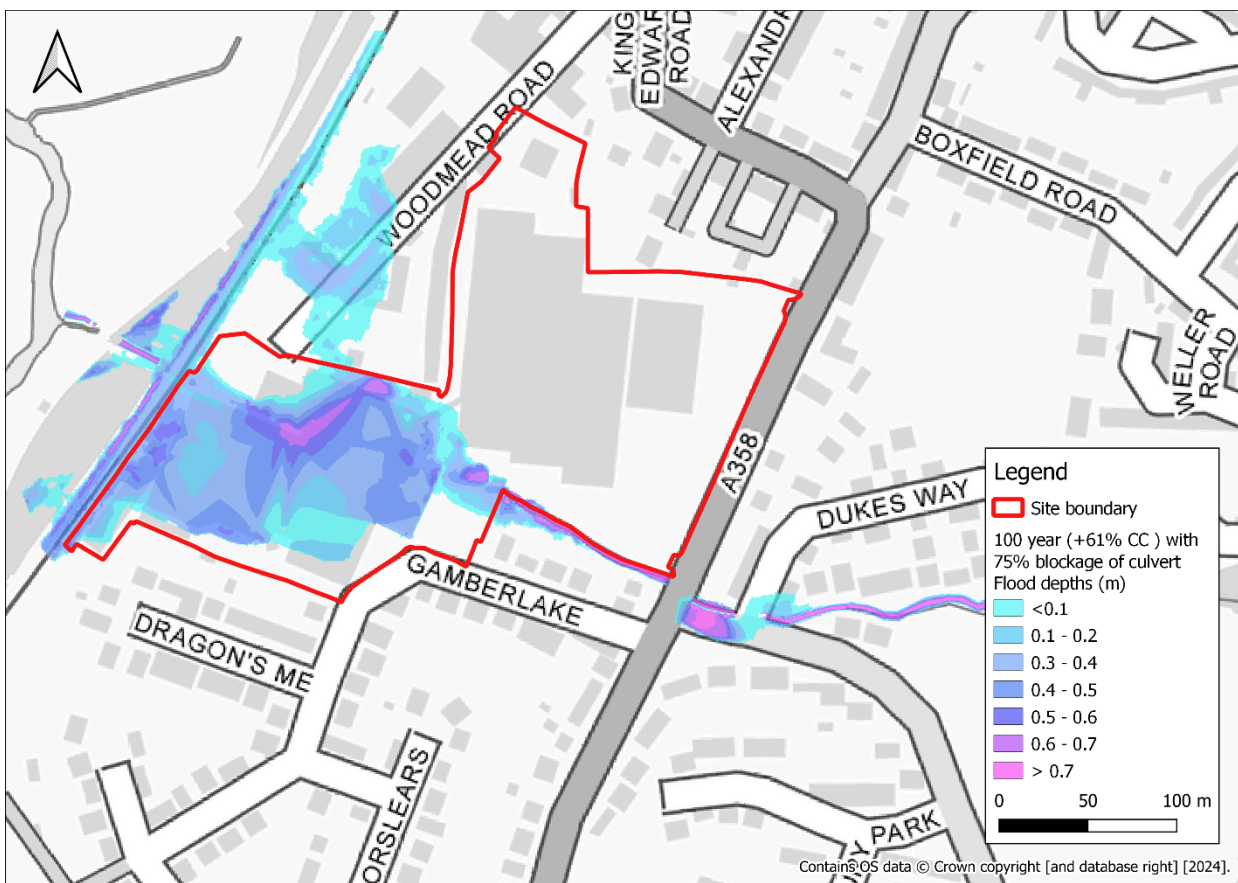 KING
EDWARD
ROAD
ALEXANDR
WOODMEAD ROAD
BOXFIELD ROAD
WELLER
ROAD
A358
DUKES WAY
GAMBERLAKE
DRAGON'S ME
ORSLEARS
PARK
Legend
Site boundary
100 year (+61% CC ) with
75% blockage of culvert
Flood depths (m)
<0.1
0.1 - 0.2
0.3 - 0.4
0.4 - 0.5
0.5 - 0.6
0.6 - 0.7
> 0.7
0 50 100 m
Contains OS data © Crown copyright [and database right] [2024].